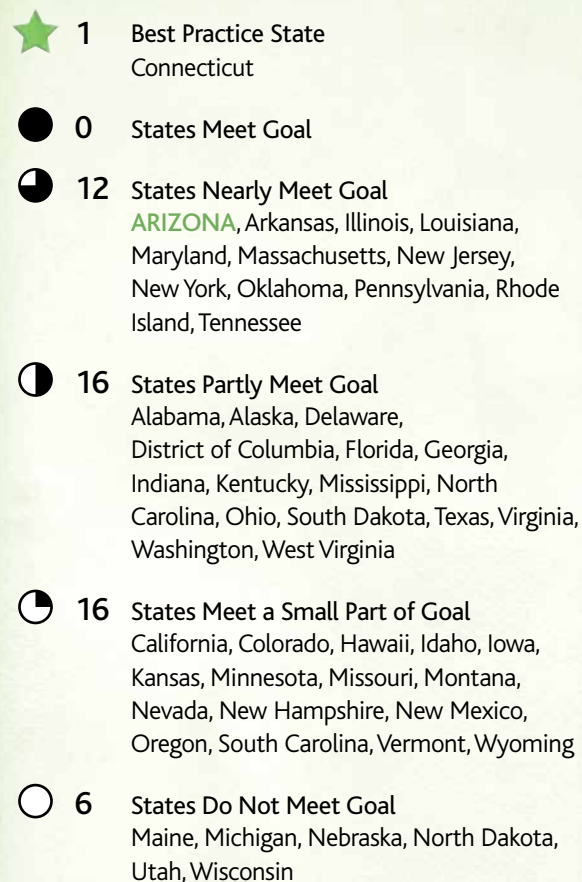 1 Best Practice State
Connecticut
0 States Meet Goal
12 States Nearly Meet Goal
ARIZONA, Arkansas, Illinois, Louisiana,
Maryland, Massachusetts, New Jersey,
New York, Oklahoma, Pennsylvania, Rhode
Island, Tennessee
16 States Partly Meet Goal
Alabama, Alaska, Delaware,
District of Columbia, Florida, Georgia,
Indiana, Kentucky, Mississippi, North
Carolina, Ohio, South Dakota, Texas, Virginia,
Washington, West Virginia
16 States Meet a Small Part of Goal
California, Colorado, Hawaii, Idaho, Iowa,
Kansas, Minnesota, Missouri, Montana,
Nevada, New Hampshire, New Mexico,
Oregon, South Carolina, Vermont, Wyoming
6 States Do Not Meet Goal
Maine, Michigan, Nebraska, North Dakota,
Utah, Wisconsin